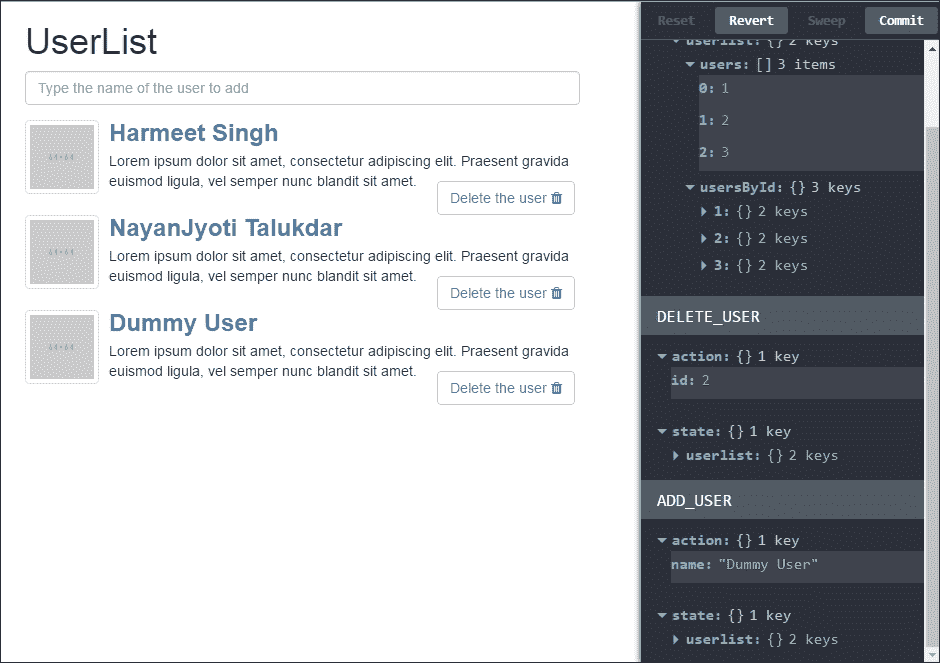 UserList
Type the name of the user to add
64×64
Harmeet Singh
Lorem ipsum dolor sit amet, consectetur adipiscing elit. Praesent gravida
euismod ligula, vel semper nunc blandit sit amet.
Delete the user
64×64
NayanJyoti Talukdar
Lorem ipsum dolor sit amet, consectetur adipiscing elit. Praesent gravida
euismod ligula, vel semper nunc blandit sit amet.
Delete the user
64×64
Dummy User
Lorem ipsum dolor sit amet, consectetur adipiscing elit. Praesent gravida
euismod ligula, vel semper nunc blandit sit amet.
Delete the user
Reset Revert Sweep Commit
userlist: {} 2 keys
users: [] 3 items
0: 1
1: 2
2: 3
usersById: {} 3 keys
1: {} 2 keys
2: {} 2 keys
3: {} 2 keys
DELETE_USER
action: {} 1 key
id: 2
state: {} 1 key
userlist: {} 2 keys
ADD_USER
action: {} 1 key
name: "Dummy User"
state: {} 1 key
userlist: {} 2 keys